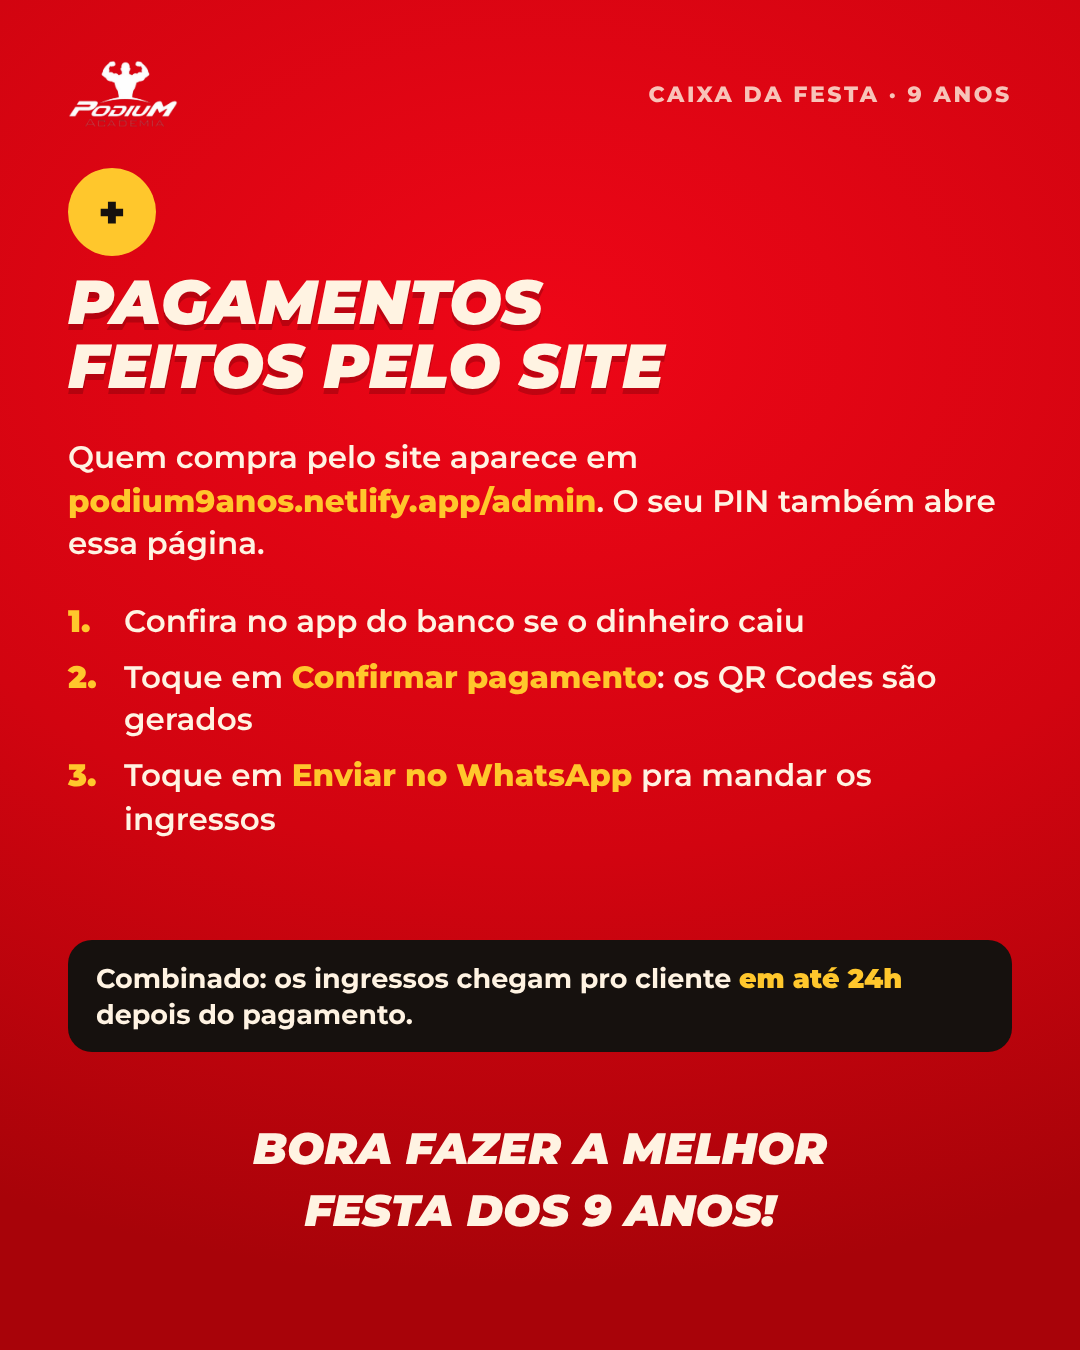 PODIUM
ACADEMIA
CAIXA DA FESTA • 9 ANOS
+
PAGAMENTOS
FEITOS PELO SITE
Quem compra pelo site aparece em
podium9anos.netlify.app/admin. O seu PIN também abre
essa página.
1. Confira no app do banco se o dinheiro caiu
2. Toque em Confirmar pagamento: os QR Codes são
gerados
3. Toque em Enviar no WhatsApp pra mandar os
ingressos
Combinado: os ingressos chegam pro cliente em até 24h
depois do pagamento.
BORA FAZER A MELHOR
FESTA DOS 9 ANOS!